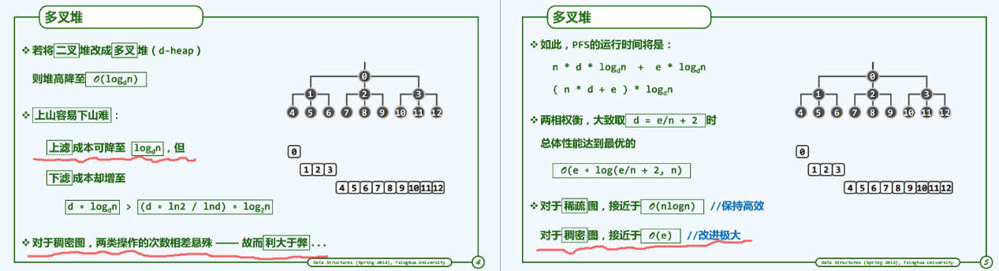 多叉堆
❖ 若将二叉堆改成多叉堆（d-heap）
则堆高降至 𝒪(log_d n)
❖ 上山容易下山难：
上滤成本可降至 log_d n，但
下滤成本却增至
d * log_d n > (d * ln2 / lnd) * log₂n
❖ 对于稠密图，两类操作的次数相差悬殊 —— 故而利大于弊...
0
1 2 3
4 5 6 7 8 9 10 11 12
0
1 2 3
4 5 6 7 8 9 10 11 12
Data Structures (Spring 2014), Tsinghua University
4
多叉堆
❖ 如此，PFS的运行时间将是：
n * d * log_d n + e * log_d n
( n * d + e ) * log_d n
❖ 两相权衡，大致取 d = e/n + 2 时
总体性能达到最优的
𝒪(e * log(e/n + 2, n)
❖ 对于稀疏图，接近于 𝒪(nlogn) //保持高效
对于稠密图，接近于 𝒪(e) //改进极大
0
1 2 3
4 5 6 7 8 9 10 11 12
0
1 2 3
4 5 6 7 8 9 10 11 12
Data Structures (Spring 2014), Tsinghua University
5